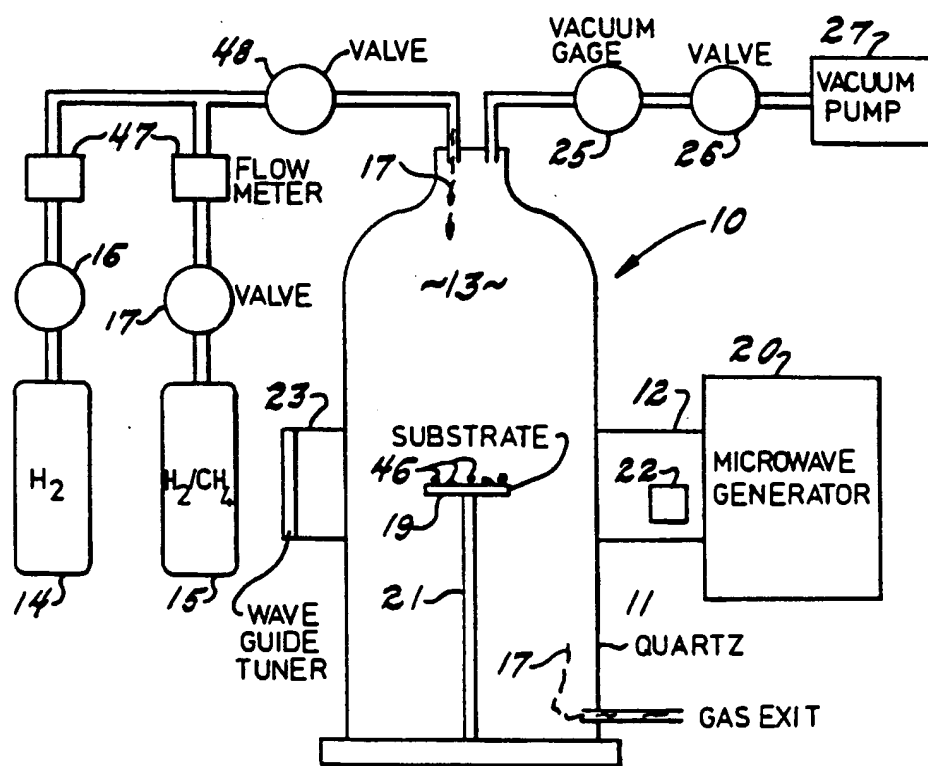 48
VALVE
VACUUM
GAGE
VALVE
27
VACUUM
PUMP
47
FLOW
METER
17
25
26
10
16
17
VALVE
~13~
20
23
12
SUBSTRATE
46
22
MICROWAVE
GENERATOR
H2
H2/CH4
19
14
15
21
11
WAVE
GUIDE
TUNER
QUARTZ
17
GAS EXIT